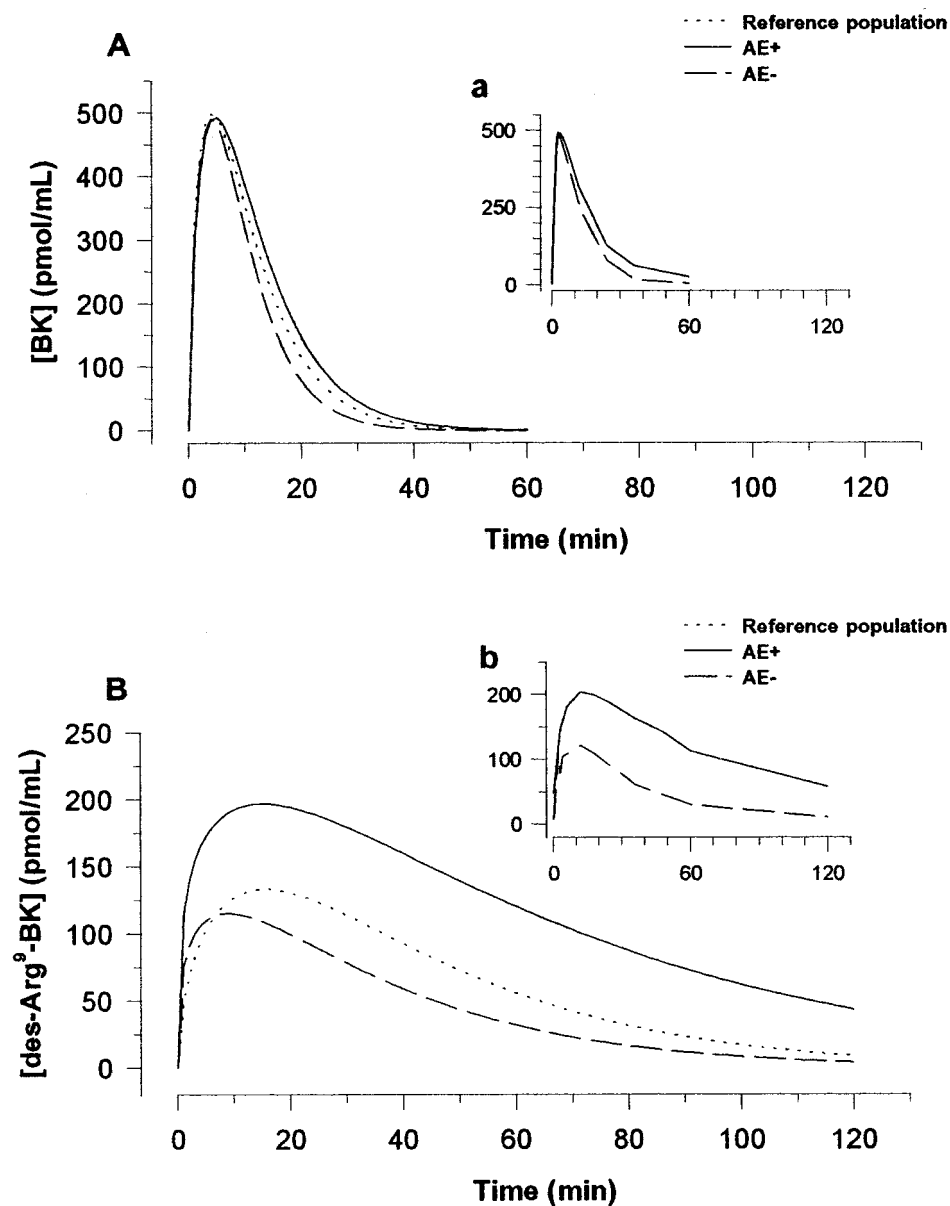 Reference population
AE+
AE-
A
a
500
400
300
200
100
0
[BK] (pmol/mL)
500
250
0
0 60 120
0 20 40 60 80 100 120
Time (min)
Reference population
AE+
AE-
B
b
250
200
150
100
50
0
[des-Arg⁹-BK] (pmol/mL)
200
100
0
0 60 120
0 20 40 60 80 100 120
Time (min)